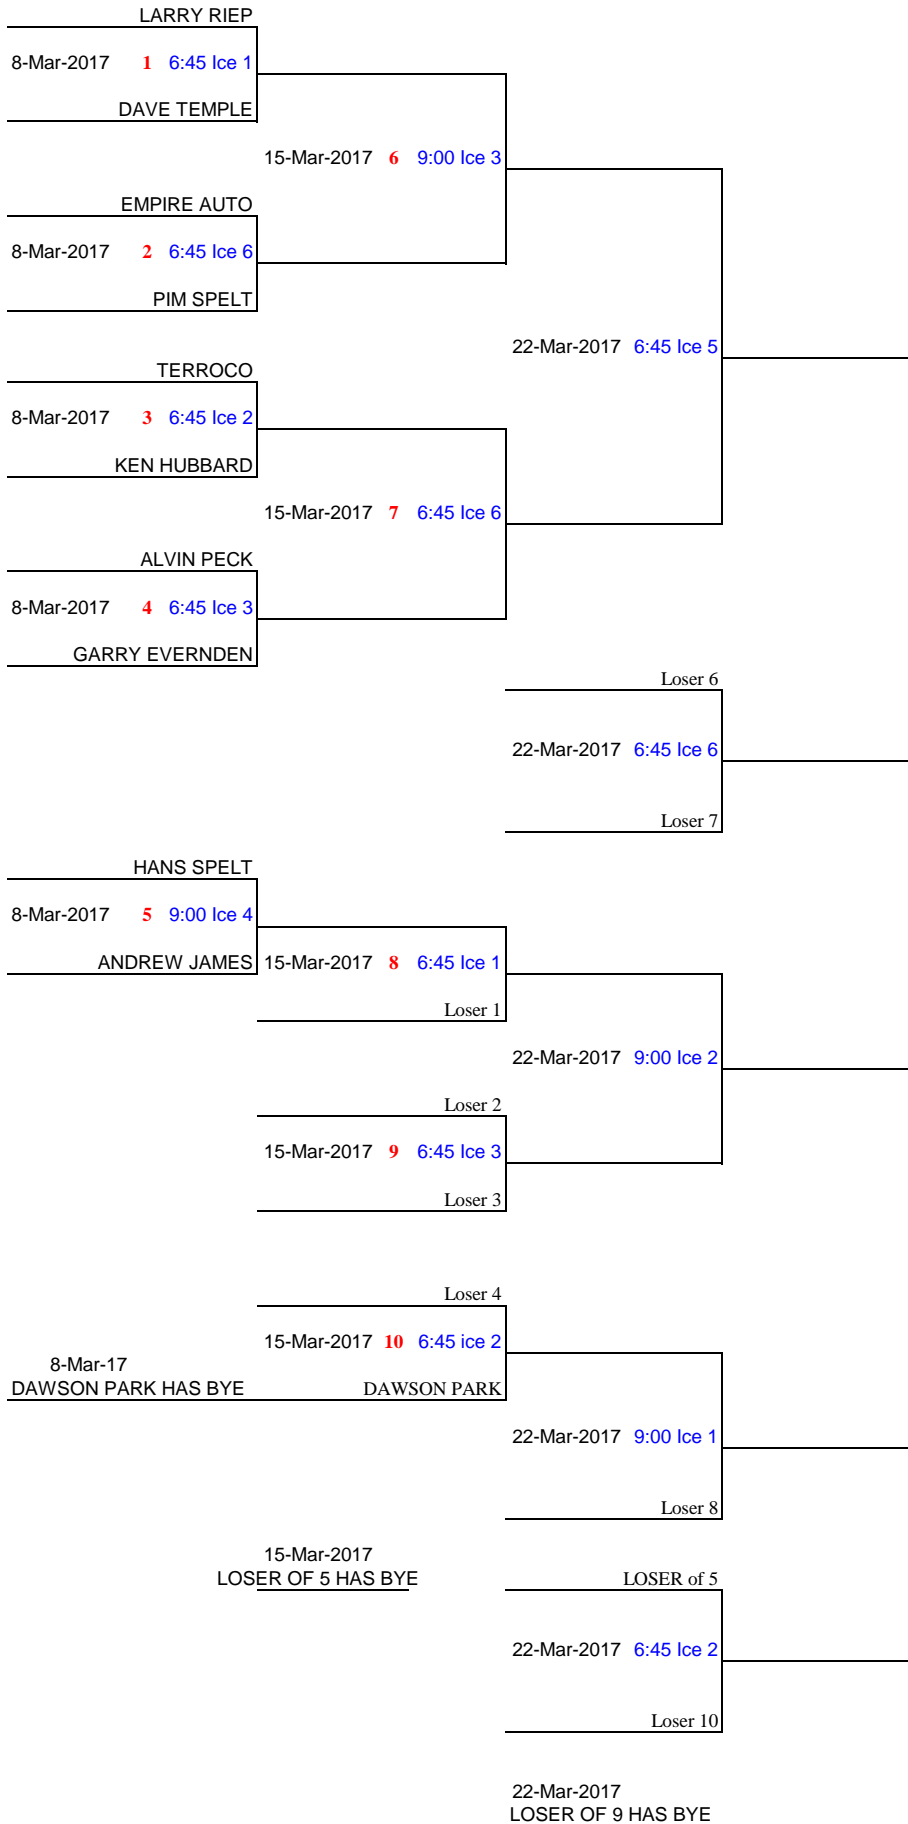 LARRY RIEP
8-Mar-2017 1 6:45 Ice 1
DAVE TEMPLE
15-Mar-2017 6 9:00 Ice 3
EMPIRE AUTO
8-Mar-2017 2 6:45 Ice 6
PIM SPELT
22-Mar-2017 6:45 Ice 5
TERROCO
8-Mar-2017 3 6:45 Ice 2
KEN HUBBARD
15-Mar-2017 7 6:45 Ice 6
ALVIN PECK
8-Mar-2017 4 6:45 Ice 3
GARRY EVERNDEN
Loser 6
22-Mar-2017 6:45 Ice 6
Loser 7
HANS SPELT
8-Mar-2017 5 9:00 Ice 4
ANDREW JAMES 15-Mar-2017 8 6:45 Ice 1
Loser 1
22-Mar-2017 9:00 Ice 2
Loser 2
15-Mar-2017 9 6:45 Ice 3
Loser 3
Loser 4
15-Mar-2017 10 6:45 ice 2
8-Mar-17
DAWSON PARK HAS BYE DAWSON PARK
22-Mar-2017 9:00 Ice 1
Loser 8
15-Mar-2017
LOSER OF 5 HAS BYE LOSER of 5
22-Mar-2017 6:45 Ice 2
Loser 10
22-Mar-2017
LOSER OF 9 HAS BYE